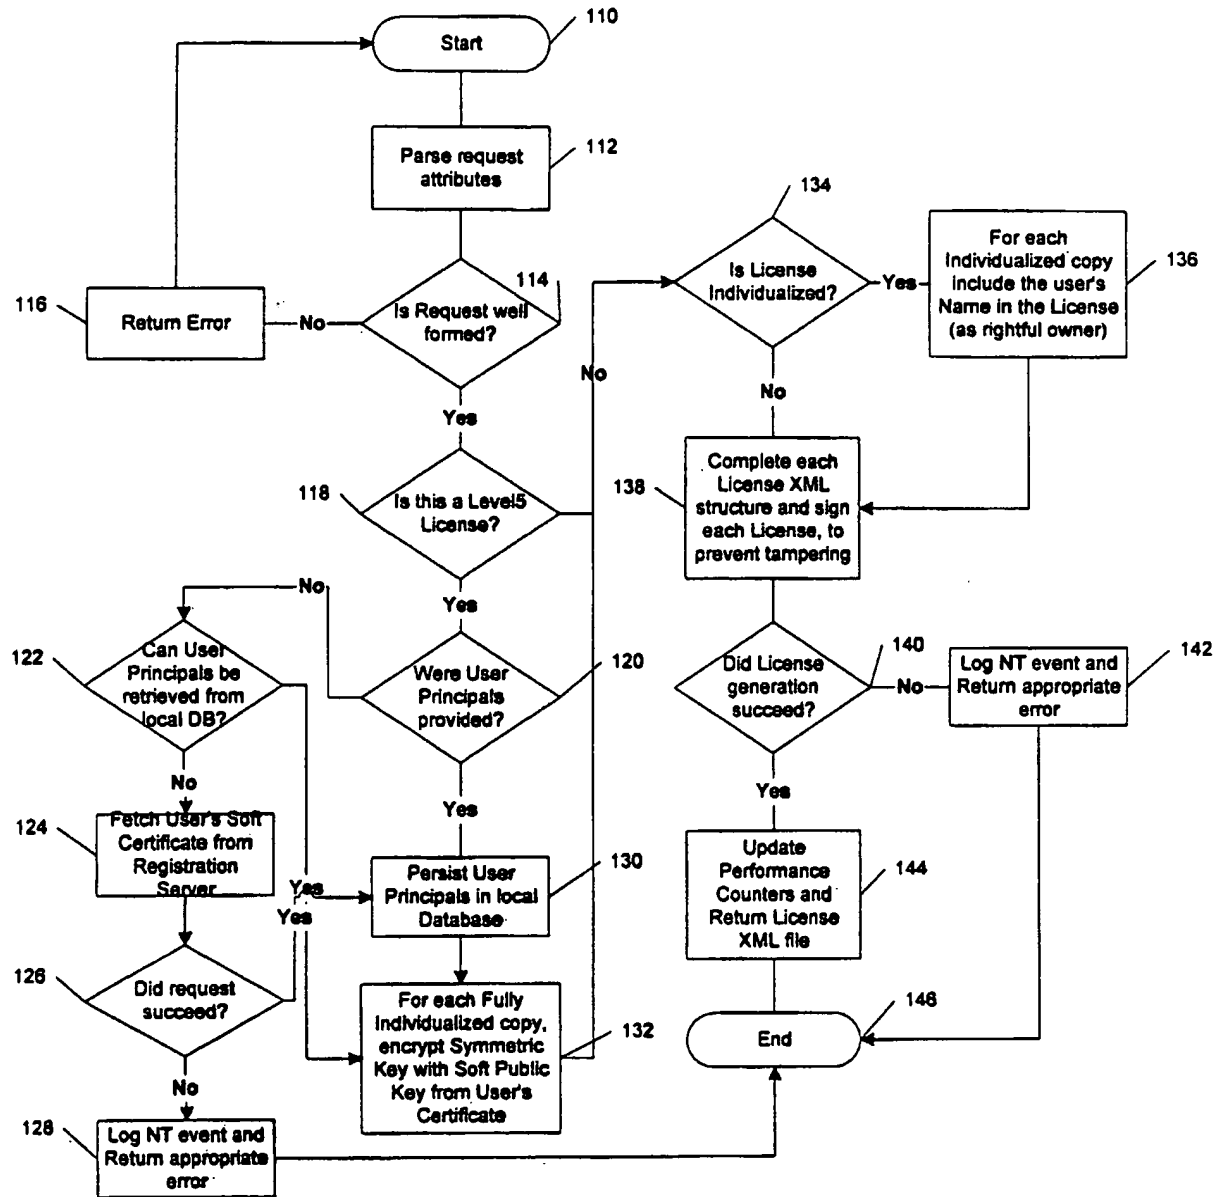 Start
110
Parse request
attributes
112
Is Request well
formed?
114
No
Return Error
116
Yes
Is this a Level5
License?
118
No
Yes
Were User
Principals
provided?
120
No
Can User
Principals be
retrieved from
local DB?
122
Yes
No
Fetch User's Soft
Certificate from
Registration
Server
124
Did request
succeed?
126
Yes
No
Log NT event and
Return appropriate
error
128
Yes
Persist User
Principals in local
Database
130
For each Fully
Individualized copy,
encrypt Symmetric
Key with Soft Public
Key from User's
Certificate
132
Is License
Individualized?
134
Yes
For each
Individualized copy
include the user's
Name in the License
(as rightful owner)
136
No
Complete each
License XML
structure and sign
each License, to
prevent tampering
138
Did License
generation
succeed?
140
No
Log NT event and
Return appropriate
error
142
Yes
Update
Performance
Counters and
Return License
XML file
144
End
146